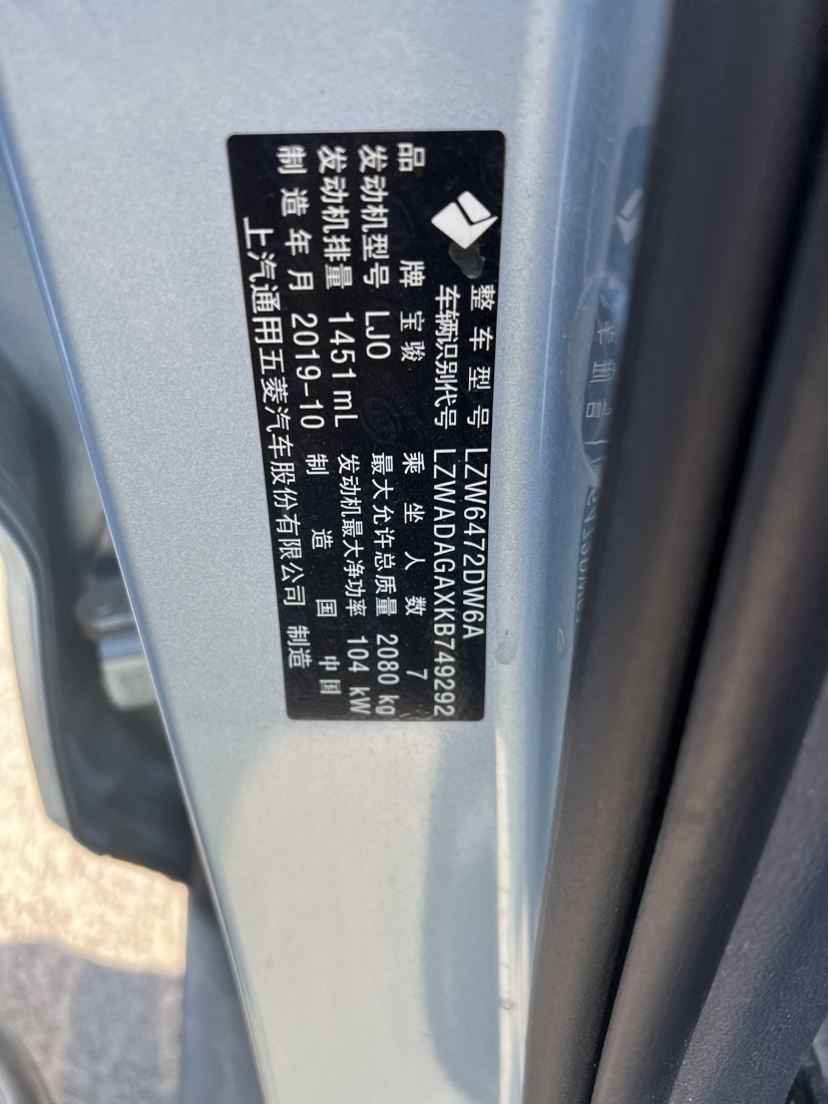 整车型号 LZW6472DW6A
车辆识别代号 LZWADAGAXKB749292
品牌 宝骏 乘坐人数 7
发动机型号 LJO 最大允许总质量 2080 kg
发动机排量 1451 mL 发动机最大净功率 104 kW
制造年月 2019-10 制造国 中国
上汽通用五菱汽车股份有限公司 制造